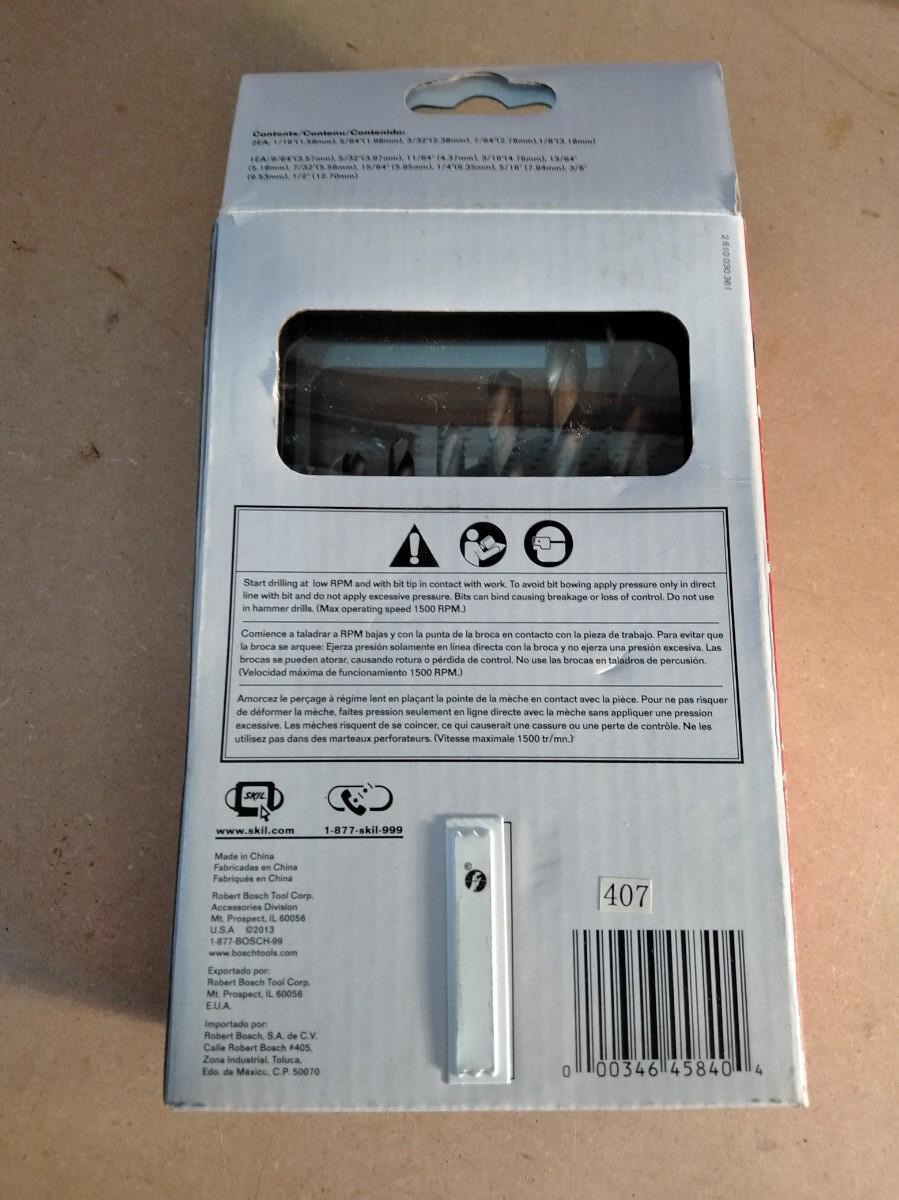 Contents/Contenu/Contenido:
2EA: 1/16"(1.59mm), 5/64"(1.98mm), 3/32"(2.38mm), 7/64"(2.78mm),1/8"(3.18mm)
1EA: 9/64"(3.57mm), 5/32"(3.97mm), 11/64" (4.37mm), 3/16"(4.76mm), 13/64"
(5.16mm), 7/32"(5.56mm), 15/64" (5.95mm), 1/4"(6.35mm), 5/16" (7.94mm), 3/8"
(9.53mm), 1/2" (12.70mm)
2 610 030 361
Start drilling at low RPM and with bit tip in contact with work. To avoid bit bowing apply pressure only in direct
line with bit and do not apply excessive pressure. Bits can bind causing breakage or loss of control. Do not use
in hammer drills. (Max operating speed 1500 RPM.)
Comience a taladrar a RPM bajas y con la punta de la broca en contacto con la pieza de trabajo. Para evitar que
la broca se arquee: Ejerza presión solamente en línea directa con la broca y no ejerza una presión excesiva. Las
brocas se pueden atorar, causando rotura o pérdida de control. No use las brocas en taladros de percusión.
(Velocidad máxima de funcionamiento 1500 RPM.)
Amorcez le perçage à régime lent en plaçant la pointe de la mèche en contact avec la pièce. Pour ne pas risquer
de déformer la mèche, faites pression seulement en ligne directe avec la mèche sans appliquer une pression
excessive. Les mèches risquent de se coincer, ce qui causerait une cassure ou une perte de contrôle. Ne les
utilisez pas dans des marteaux perforateurs. (Vitesse maximale 1500 tr/mn.)
SKIL
www.skil.com
1-877-skil-999
Made in China
Fabricadas en China
Fabriqués en China
Robert Bosch Tool Corp.
Accessories Division
Mt. Prospect, IL 60056
U.S.A ©2013
1-877-BOSCH-99
www.boschtools.com
Exportado por:
Robert Bosch Tool Corp.
Mt. Prospect, IL 60056
E.U.A.
Importado por:
Robert Bosch, S.A. de C.V.
Calle Robert Bosch #405,
Zona Industrial, Toluca,
Edo. de México, C.P. 50070
407
0 00346 45840 4